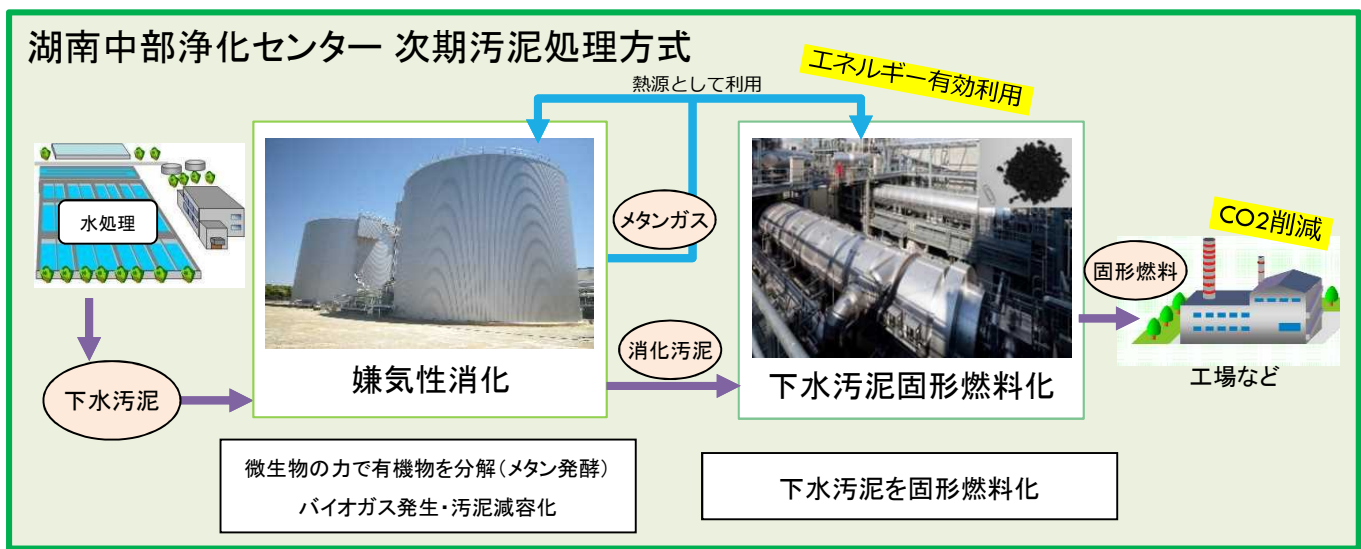 湖南中部浄化センター 次期汚泥処理方式
熱源として利用
エネルギー有効利用
水処理
メタンガス
CO2削減
固形燃料
消化汚泥
嫌気性消化
下水汚泥固形燃料化
工場など
下水汚泥
微生物の力で有機物を分解(メタン発酵)
バイオガス発生・汚泥減容化
下水汚泥を固形燃料化